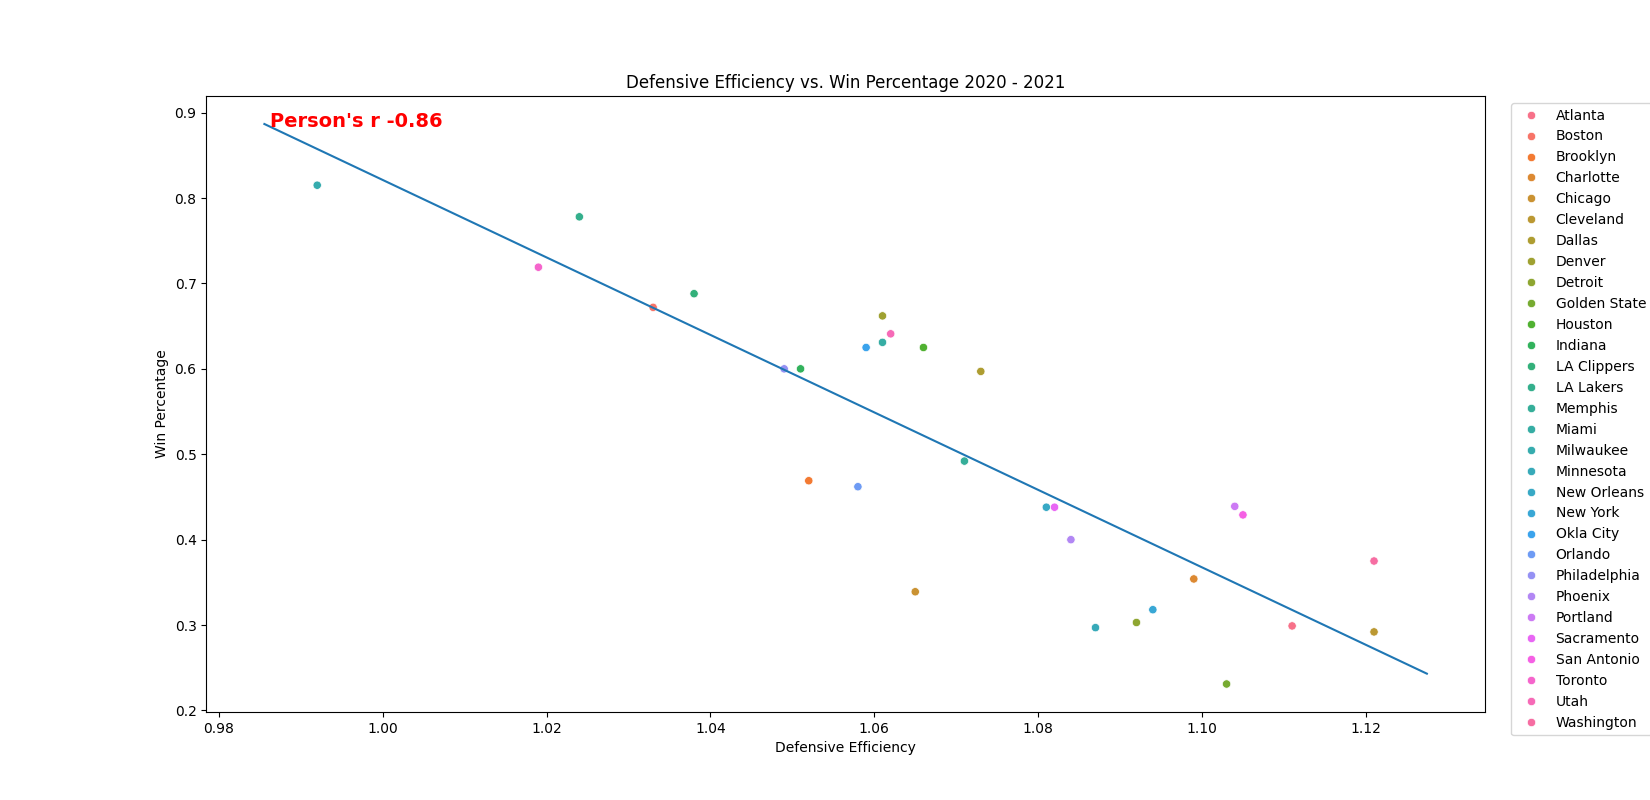 Defensive Efficiency vs. Win Percentage 2020 - 2021
Person's r -0.86
Win Percentage
0.9
0.8
0.7
0.6
0.5
0.4
0.3
0.2
0.98
1.00
1.02
1.04
1.06
1.08
1.10
1.12
Defensive Efficiency
Atlanta
Boston
Brooklyn
Charlotte
Chicago
Cleveland
Dallas
Denver
Detroit
Golden State
Houston
Indiana
LA Clippers
LA Lakers
Memphis
Miami
Milwaukee
Minnesota
New Orleans
New York
Okla City
Orlando
Philadelphia
Phoenix
Portland
Sacramento
San Antonio
Toronto
Utah
Washington